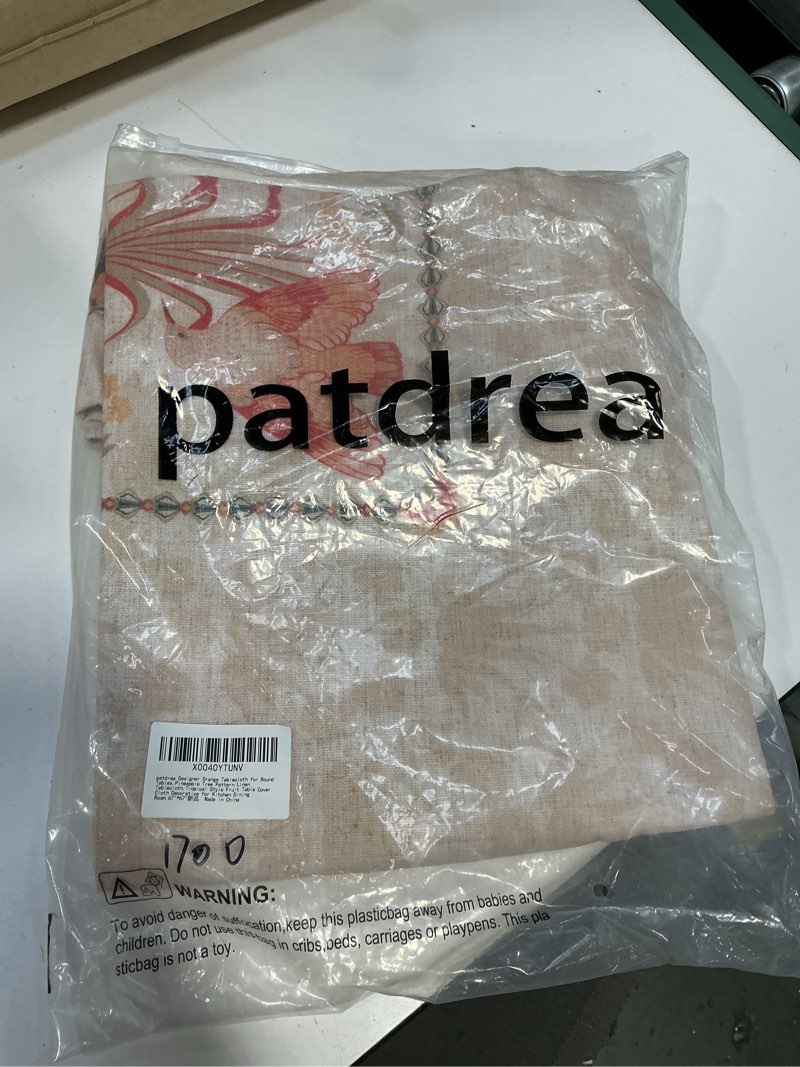 patdrea
X0040YTUNV
patdrea Designer Orange Tablecloth for Round
Tables,Pineapple Tree Pattern Linen
Tablecloth,Tropical Style Fruit Table Cover
Cloth Decorative for Kitchen Dining
Made in China
1700
WARNING:
To avoid danger of suffocation,keep this plasticbag away from babies and
children. Do not use this bag in cribs,beds, carriages or playpens. This pla
sticbag is not a toy.